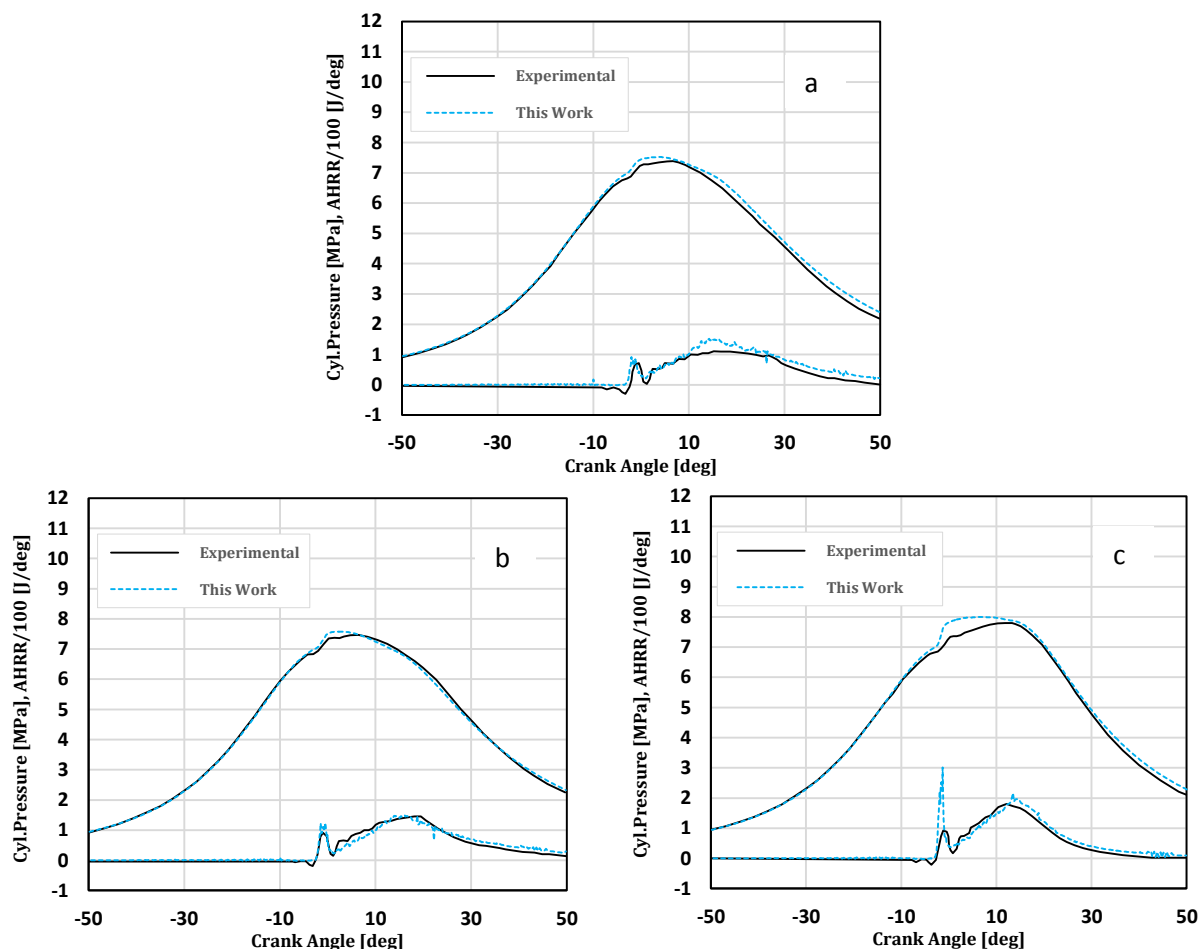 Cyl.Pressure [MPa], AHRR/100 [J/deg]
12
11
10
9
8
7
6
5
4
3
2
1
0
-1
Experimental
This Work
a
-50 -30 -10 10 30 50
Crank Angle [deg]
Cyl.Pressure [MPa], AHRR/100 [J/deg]
12
11
10
9
8
7
6
5
4
3
2
1
0
-1
Experimental
This Work
b
-50 -30 -10 10 30 50
Crank Angle [deg]
Cyl.Pressure [MPa], AHRR/100 [J/deg]
12
11
10
9
8
7
6
5
4
3
2
1
0
-1
Experimental
This Work
c
-50 -30 -10 10 30 50
Crank Angle [deg]